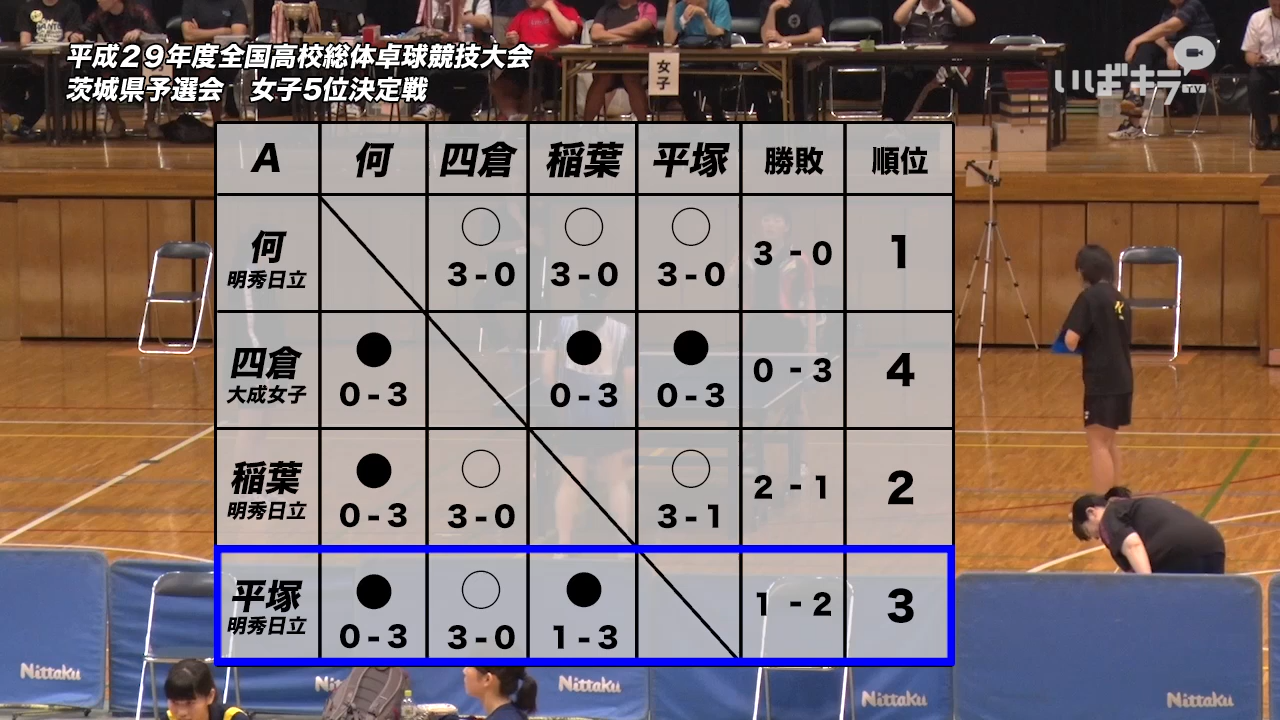 平成２９年度全国高校総体卓球競技大会
茨城県予選会　女子5位決定戦
女子
いばキラTV
A 何 四倉 稲葉 平塚 勝敗 順位
何 ○ ○ ○
明秀日立 3-0 3-0 3-0 3-0 1
四倉 ● ● ●
大成女子 0-3 0-3 0-3 0-3 4
稲葉 ● ○ ○
明秀日立 0-3 3-0 3-1 2-1 2
平塚 ● ○ ●
明秀日立 0-3 3-0 1-3 1-2 3
Nittaku
Nittaku
Nittaku
Nittaku